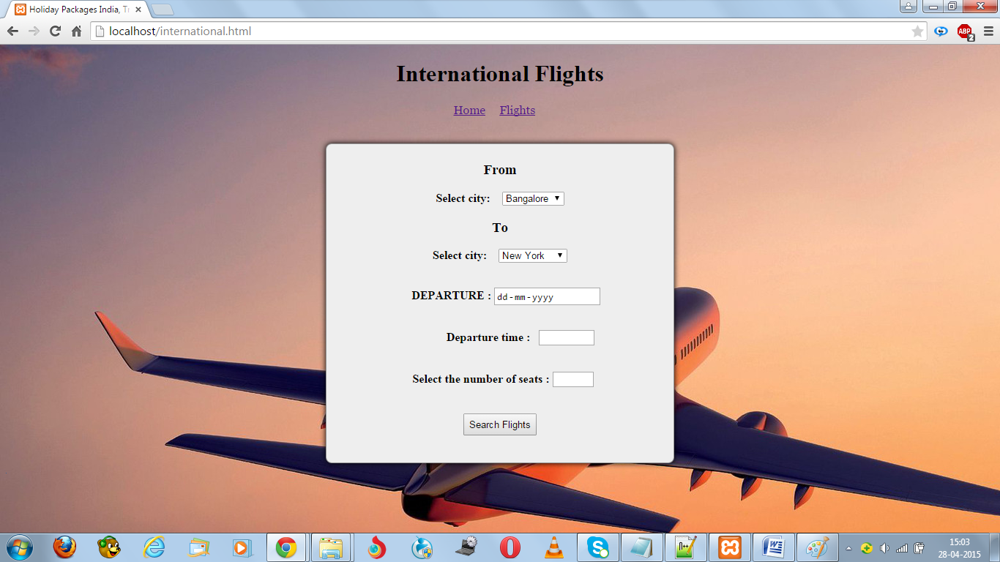 Holiday Packages India, Tr
localhost/international.html
ABP
2
International Flights
Home Flights
From
Select city: Bangalore
To
Select city: New York
DEPARTURE : dd-mm-yyyy
Departure time :
Select the number of seats :
Search Flights
15:03
28-04-2015